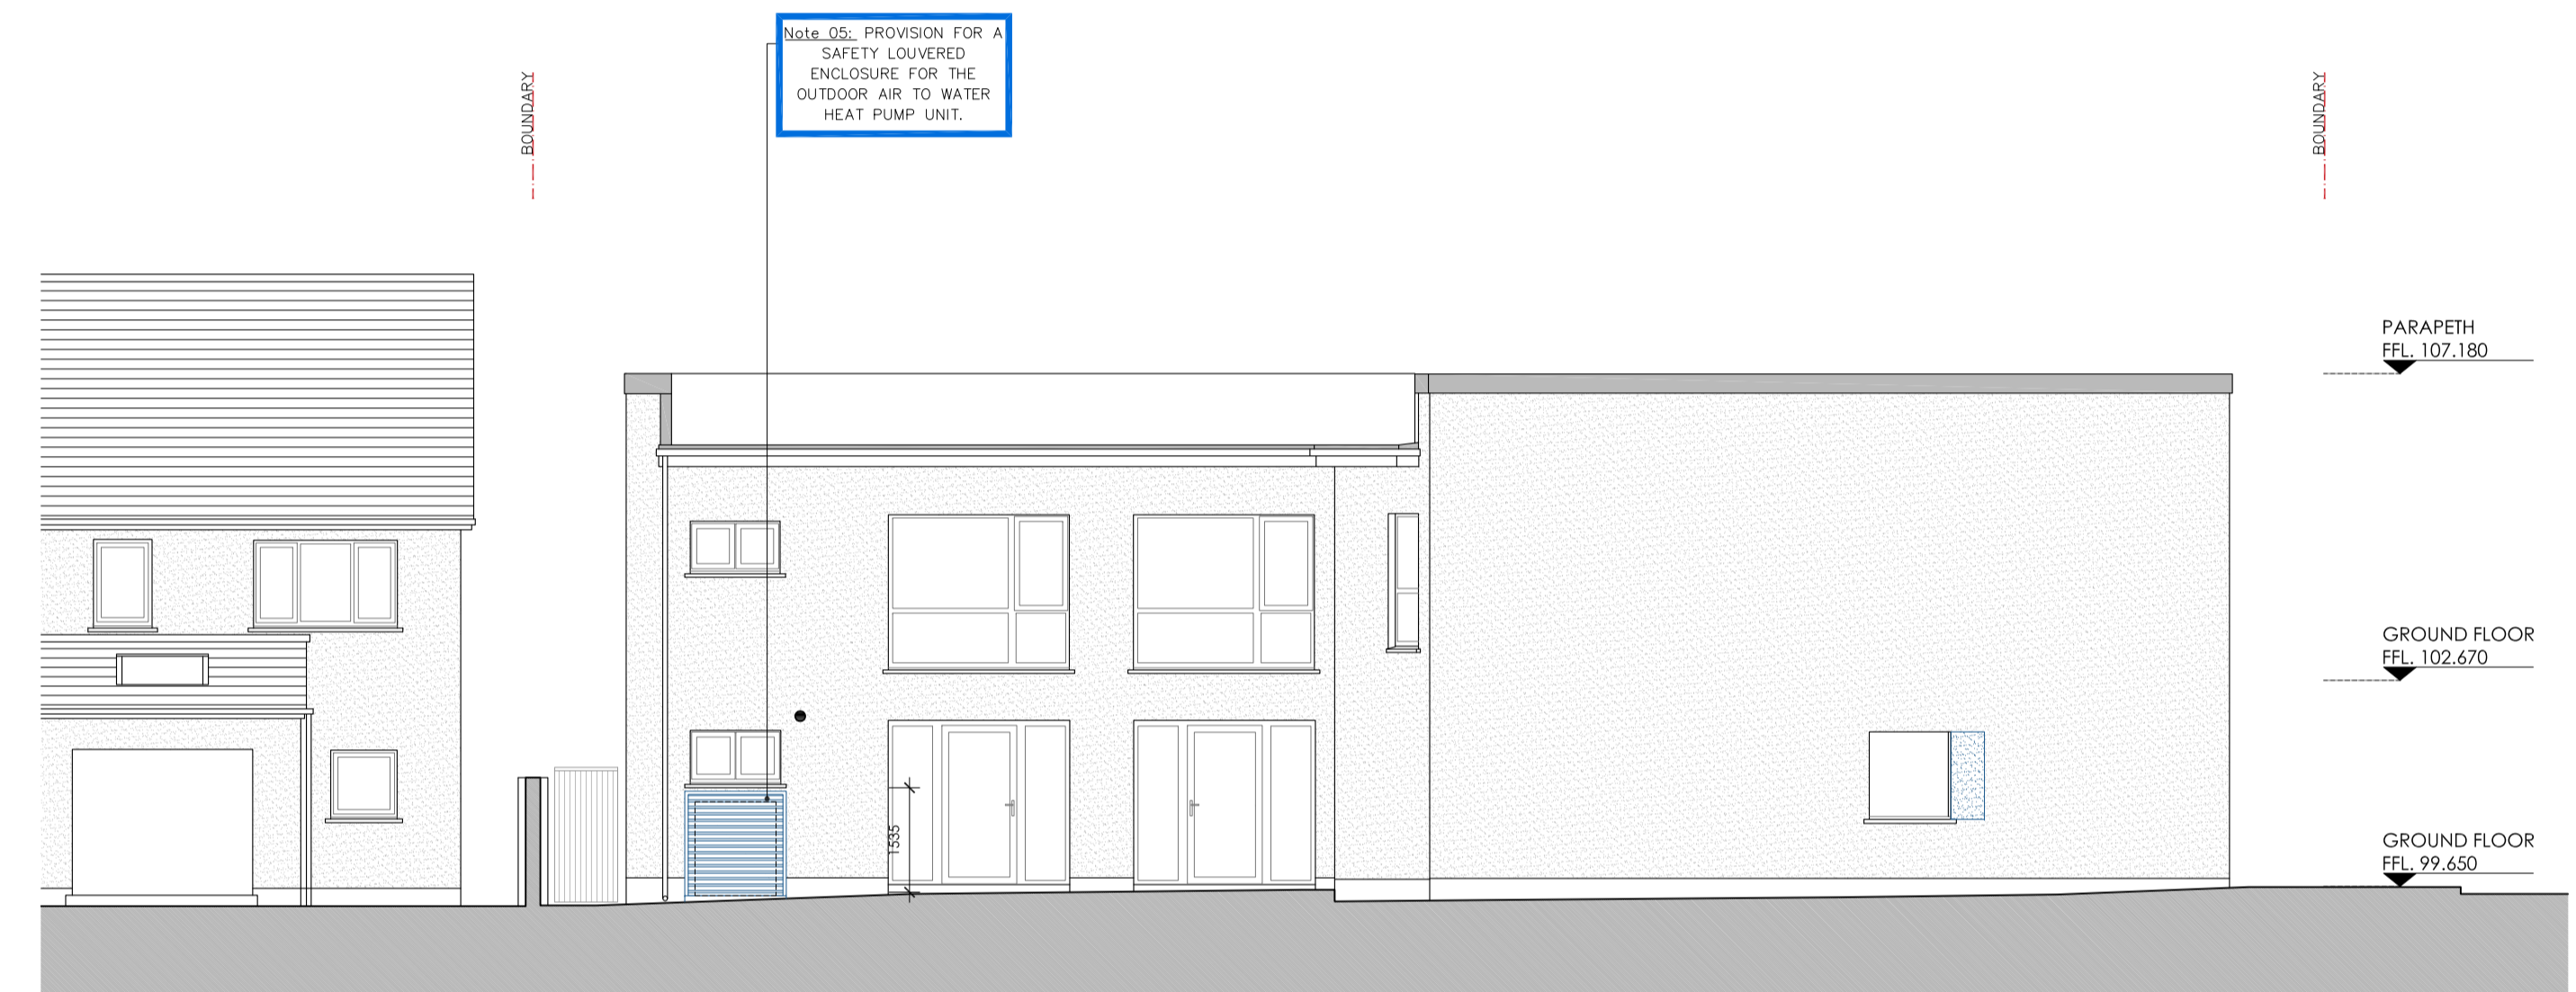 Note 05: PROVISION FOR A
SAFETY LOUVERED
ENCLOSURE FOR THE
OUTDOOR AIR TO WATER
HEAT PUMP UNIT.
BOUNDARY
BOUNDARY
PARAPETH
FFL. 107.180
GROUND FLOOR
FFL. 102.670
1535
GROUND FLOOR
FFL. 99.650